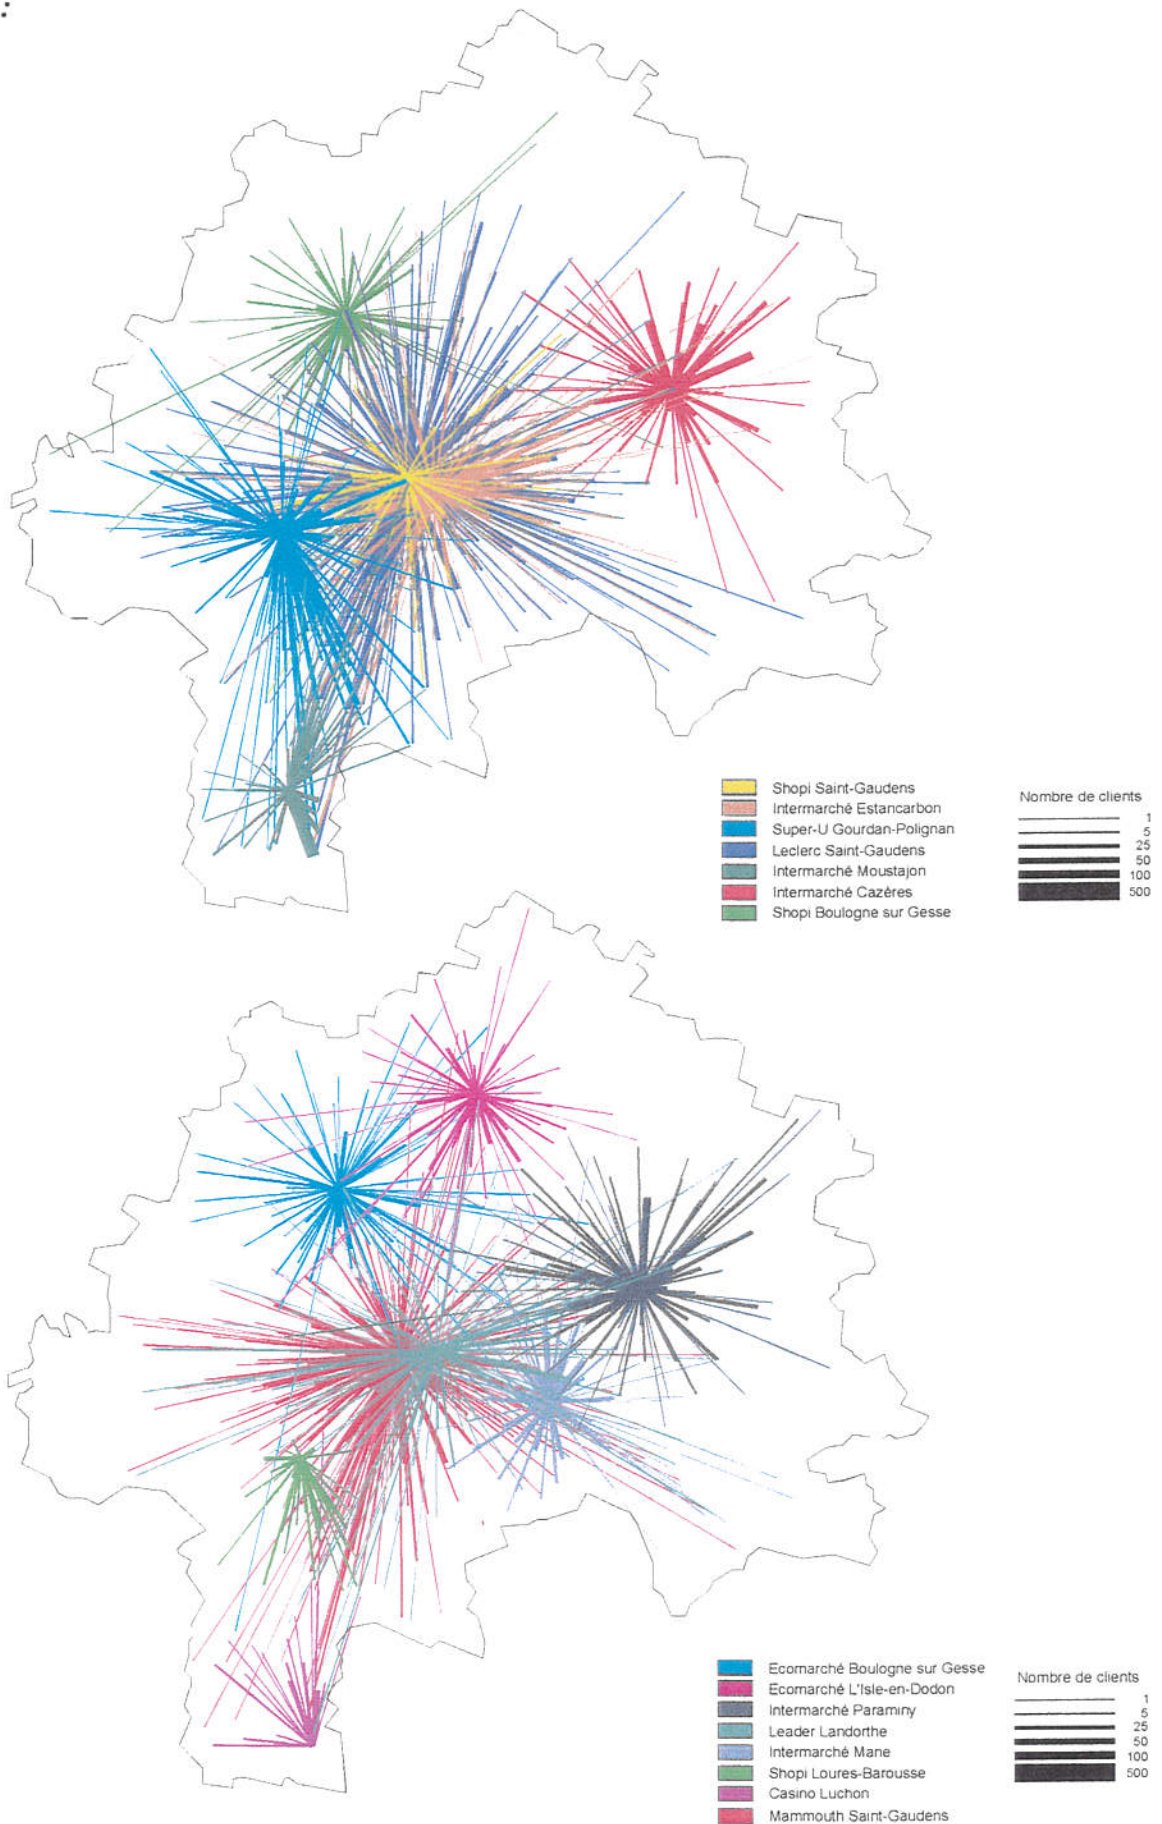 Shopi Saint-Gaudens
Intermarché Estancarbon
Super-U Gourdan-Polignan
Leclerc Saint-Gaudens
Intermarché Moustajon
Intermarché Cazères
Shopi Boulogne sur Gesse
Nombre de clients
1
5
25
50
100
500
Ecomarché Boulogne sur Gesse
Ecomarché L'Isle-en-Dodon
Intermarché Paraminy
Leader Landorthe
Intermarché Mane
Shopi Loures-Barousse
Casino Luchon
Mammouth Saint-Gaudens
Nombre de clients
1
5
25
50
100
500